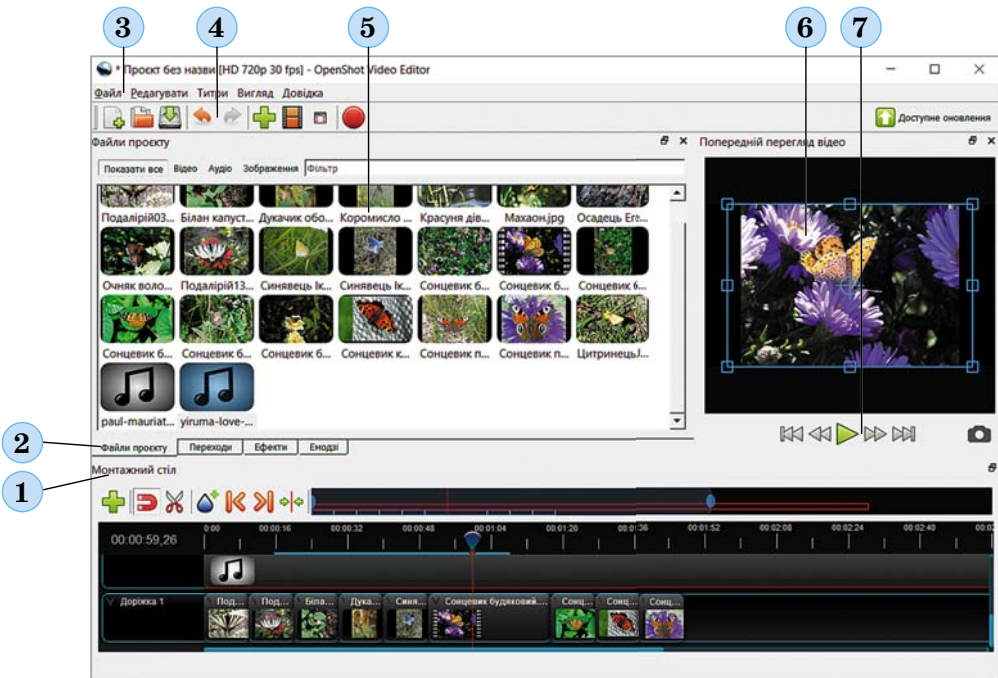 3 4 5 6 7
* Проєкт без назви [HD 720p 30 fps] - OpenShot Video Editor
Файл Редагувати Титри Вигляд Довідка
Доступне оновлення
Файли проєкту
Попередній перегляд відео
Показати все Відео Аудіо Зображення Фільтр
Подалірій03... Білан капуст... Дукачик обо... Коромисло ... Красуня дів... Махаон.jpg Осадець Ere...
Очняк воло... Подалірій13... Синявець Ік... Синявець Ік... Сонцевик б... Сонцевик б... Сонцевик б...
Сонцевик б... Сонцевик б... Сонцевик б... Сонцевик к... Сонцевик п... Сонцевик п... ЦитринецьJ...
paul-mauriat... yiruma-love-...
2
Файли проєкту Переходи Ефекти Емодзі
1
Монтажний стіл
00:00:59,26
0:00 00:00:16 00:00:32 00:00:48 00:01:04 00:01:20 00:01:36 00:01:52 00:02:08 00:02:24 00:02:40 00:02
Доріжка 1
Под... Под... Біла... Дука... Синя... Сонцевик будяковий.... Сонц... Сонц... Сонц...